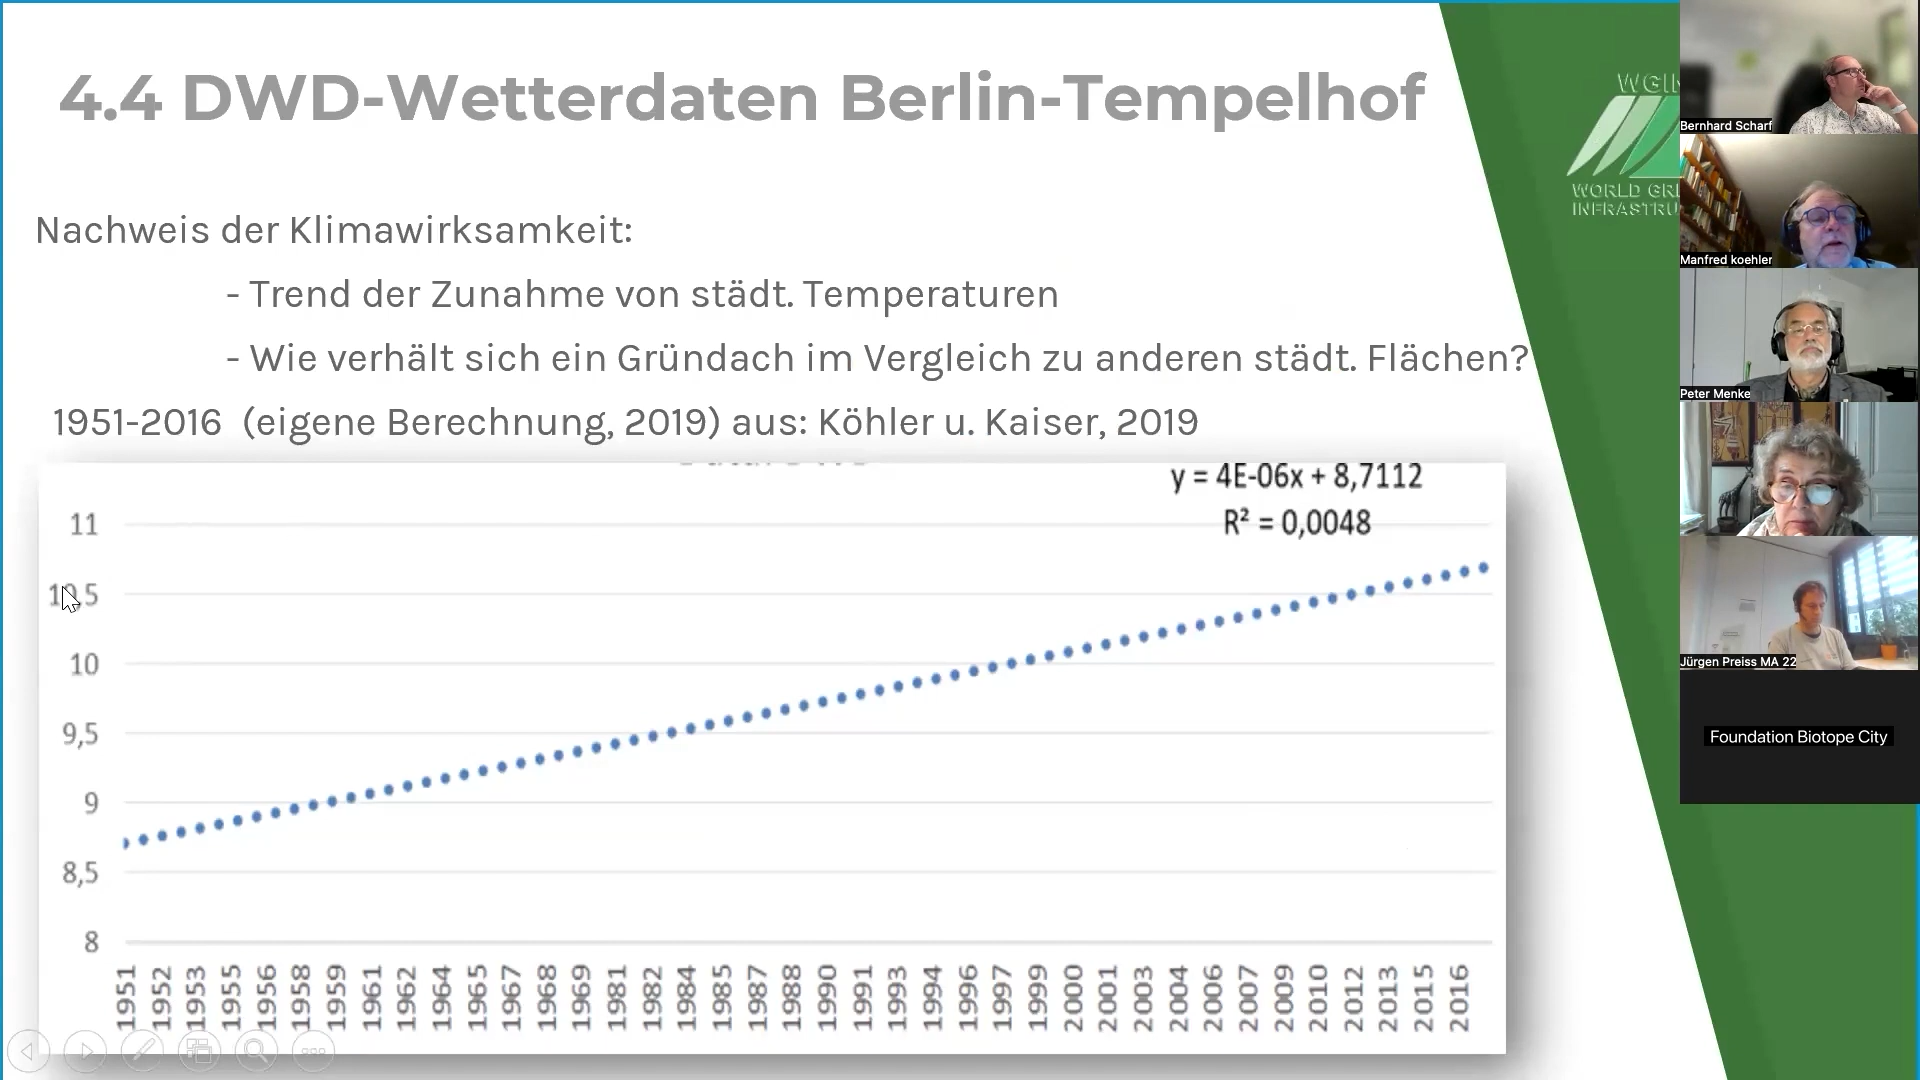 4.4 DWD-Wetterdaten Berlin-Tempelhof
Nachweis der Klimawirksamkeit:
- Trend der Zunahme von städt. Temperaturen
- Wie verhält sich ein Gründach im Vergleich zu anderen städt. Flächen?
1951-2016 (eigene Berechnung, 2019) aus: Köhler u. Kaiser, 2019
y = 4E-06x + 8,7112
R² = 0,0048
11
10,5
10
9,5
9
8,5
8
1951 1952 1953 1955 1956 1958 1959 1961 1962 1964 1965 1967 1968 1969 1981 1982 1984 1985 1987 1988 1990 1991 1993 1994 1996 1997 1999 2000 2001 2003 2004 2006 2007 2009 2010 2012 2013 2015 2016
WGIN
WORLD GRE
INFRASTRU
Bernhard Scharf
Manfred koehler
Peter Menke
Jürgen Preiss MA 22
Foundation Biotope City